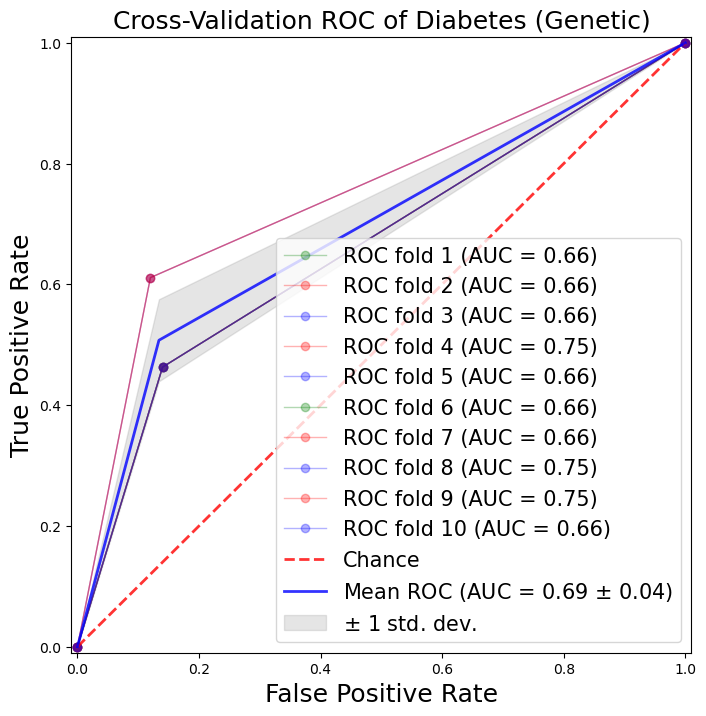 Cross-Validation ROC of Diabetes (Genetic)
True Positive Rate
1.0
0.8
0.6
0.4
0.2
0.0
ROC fold 1 (AUC = 0.66)
ROC fold 2 (AUC = 0.66)
ROC fold 3 (AUC = 0.66)
ROC fold 4 (AUC = 0.75)
ROC fold 5 (AUC = 0.66)
ROC fold 6 (AUC = 0.66)
ROC fold 7 (AUC = 0.66)
ROC fold 8 (AUC = 0.75)
ROC fold 9 (AUC = 0.75)
ROC fold 10 (AUC = 0.66)
Chance
Mean ROC (AUC = 0.69 ± 0.04)
± 1 std. dev.
0.0 0.2 0.4 0.6 0.8 1.0
False Positive Rate